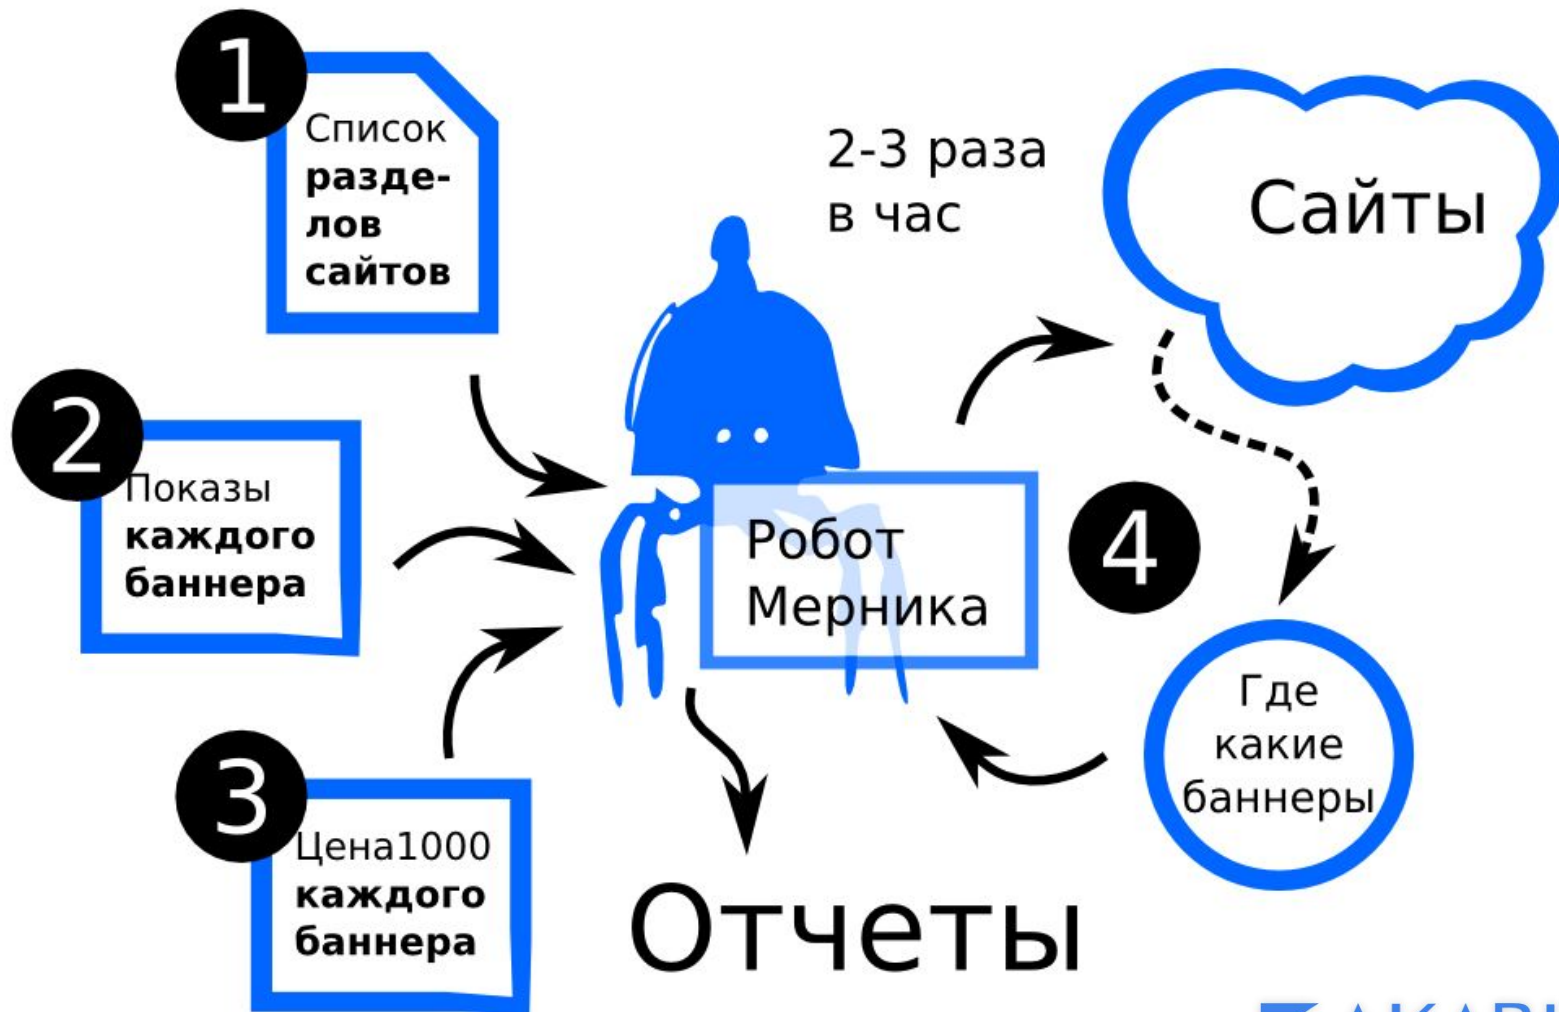 1
Список
разде-
лов
сайтов
2
Показы
каждого
баннера
3
Цена1000
каждого
баннера
2-3 раза
в час
Сайты
Робот
Мерника
4
Где
какие
баннеры
Отчеты